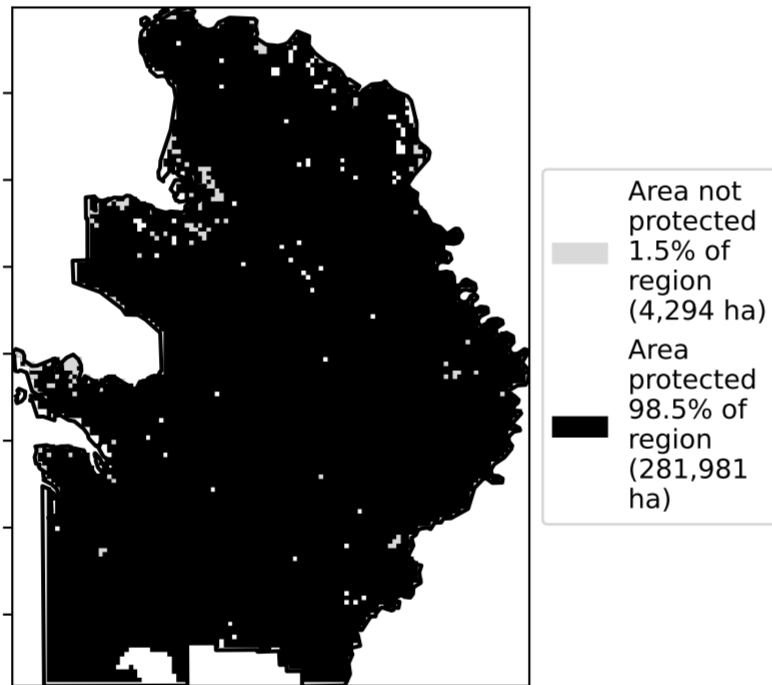 Area not
protected
1.5% of
region
(4,294 ha)
Area
protected
98.5% of
region
(281,981
ha)